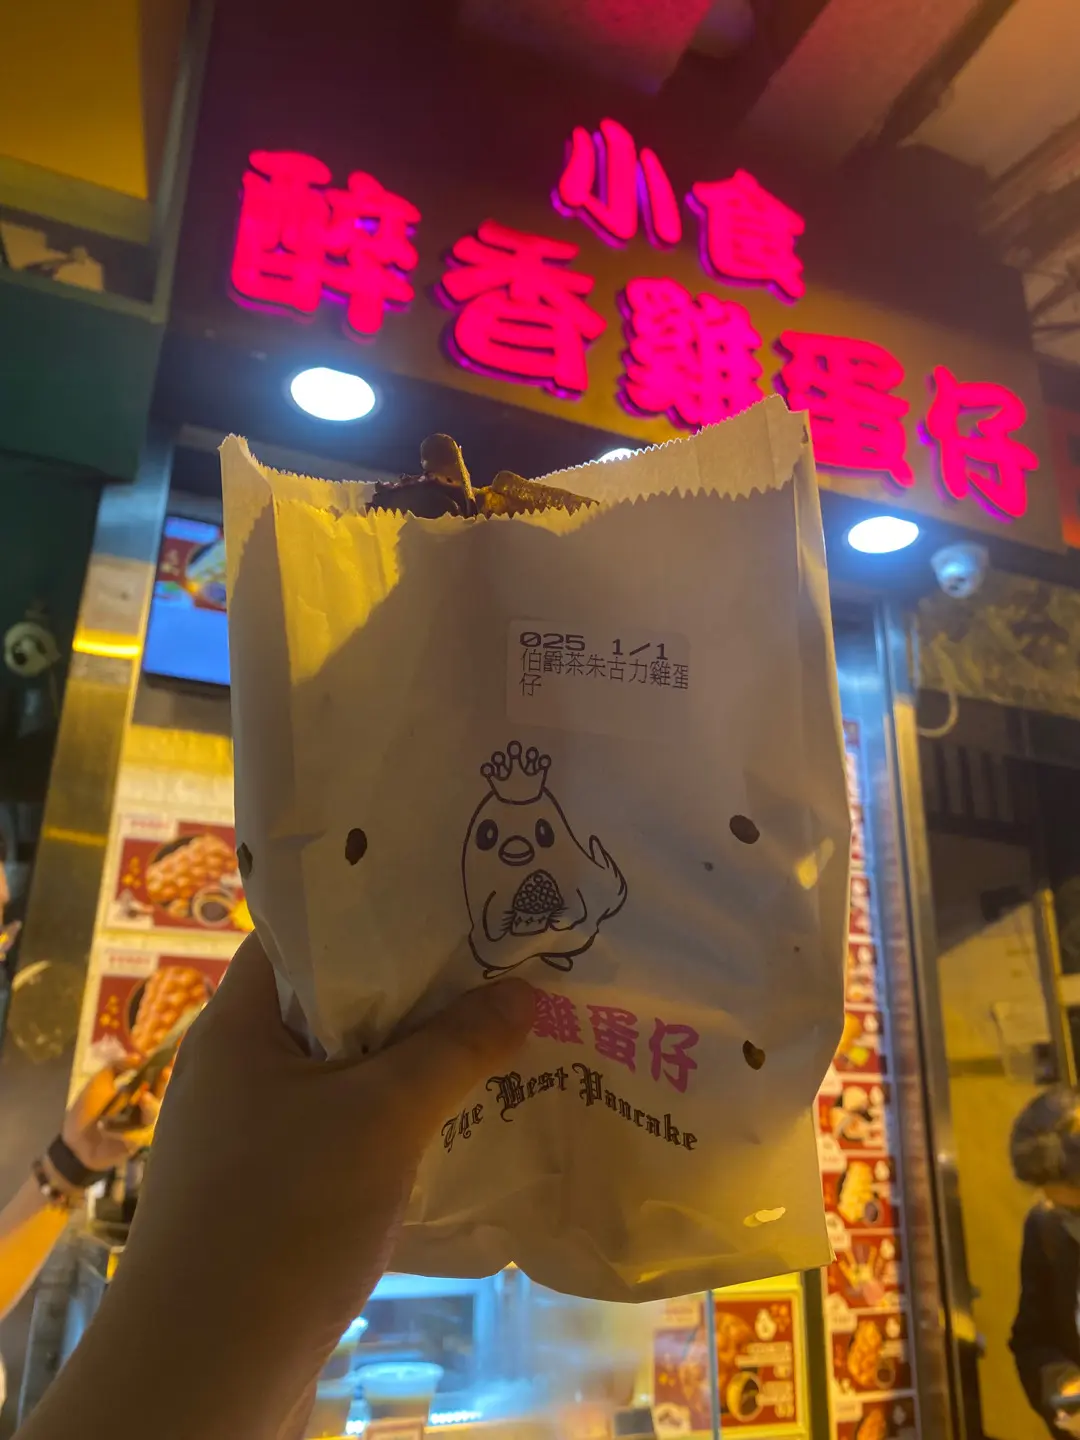 小食
醉香雞蛋仔
025 1/1
伯爵茶朱古力雞蛋
仔
雞蛋仔
The Best Pancake